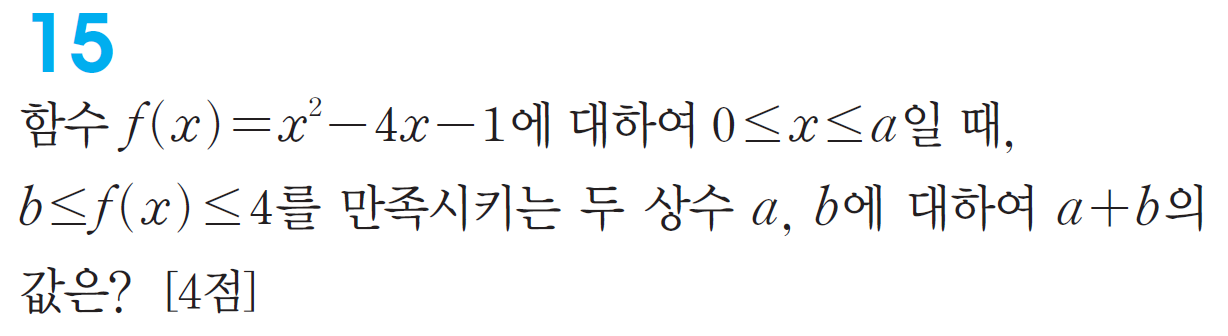 15
함수 f(x)=x²-4x-1에 대하여 0≤x≤a일 때,
b≤f(x)≤4를 만족시키는 두 상수 a, b에 대하여 a+b의
값은? [4점]